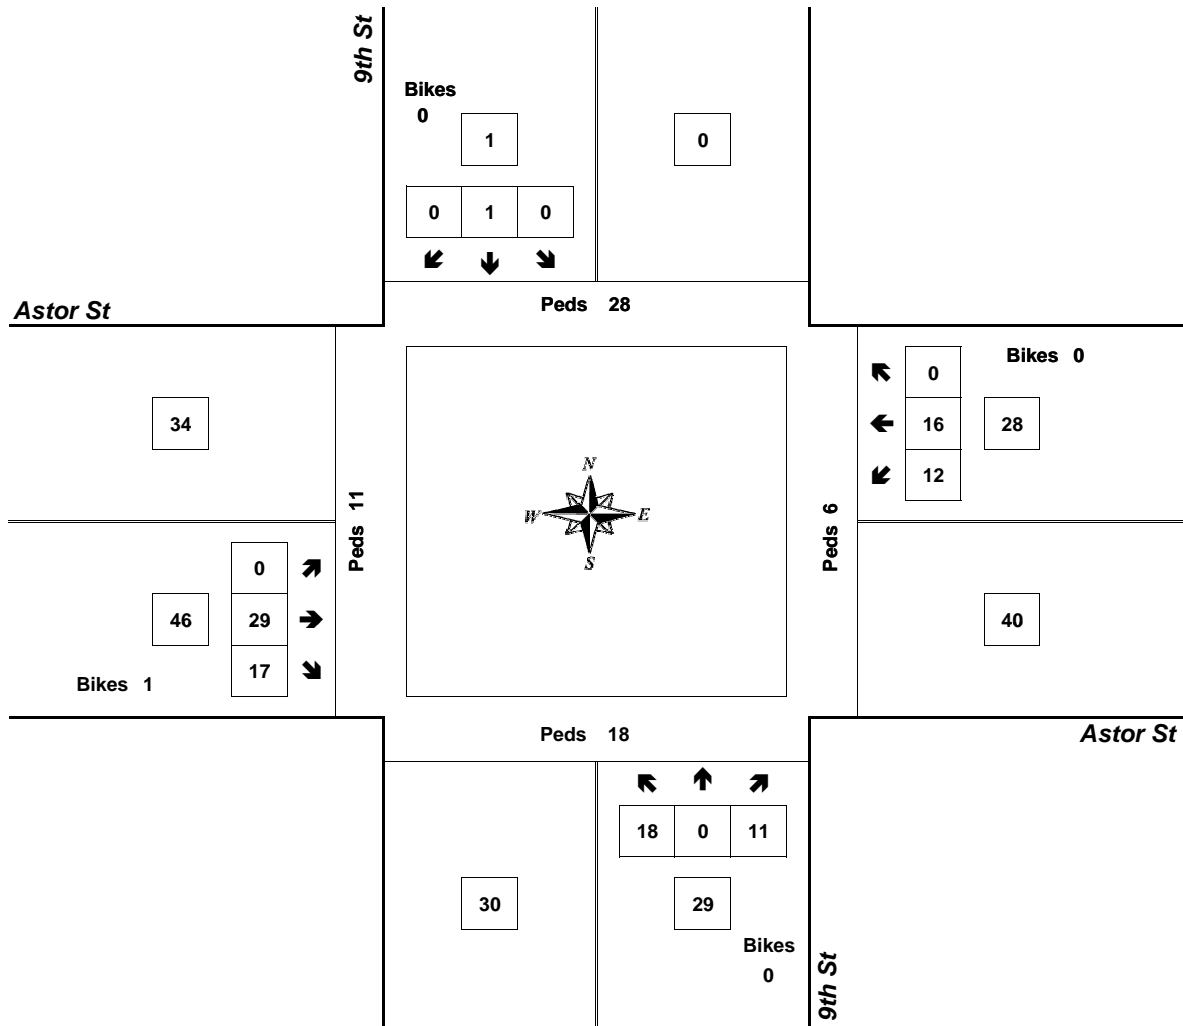 9th St
Bikes
0
1
0
0 1 0
Peds 28
Astor St
Bikes 0
0
34
16
28
12
N
W E
S
Peds 11
Peds 6
0
46
29
40
17
Bikes 1
Peds 18
Astor St
18 0 11
30
29
Bikes
0
9th St